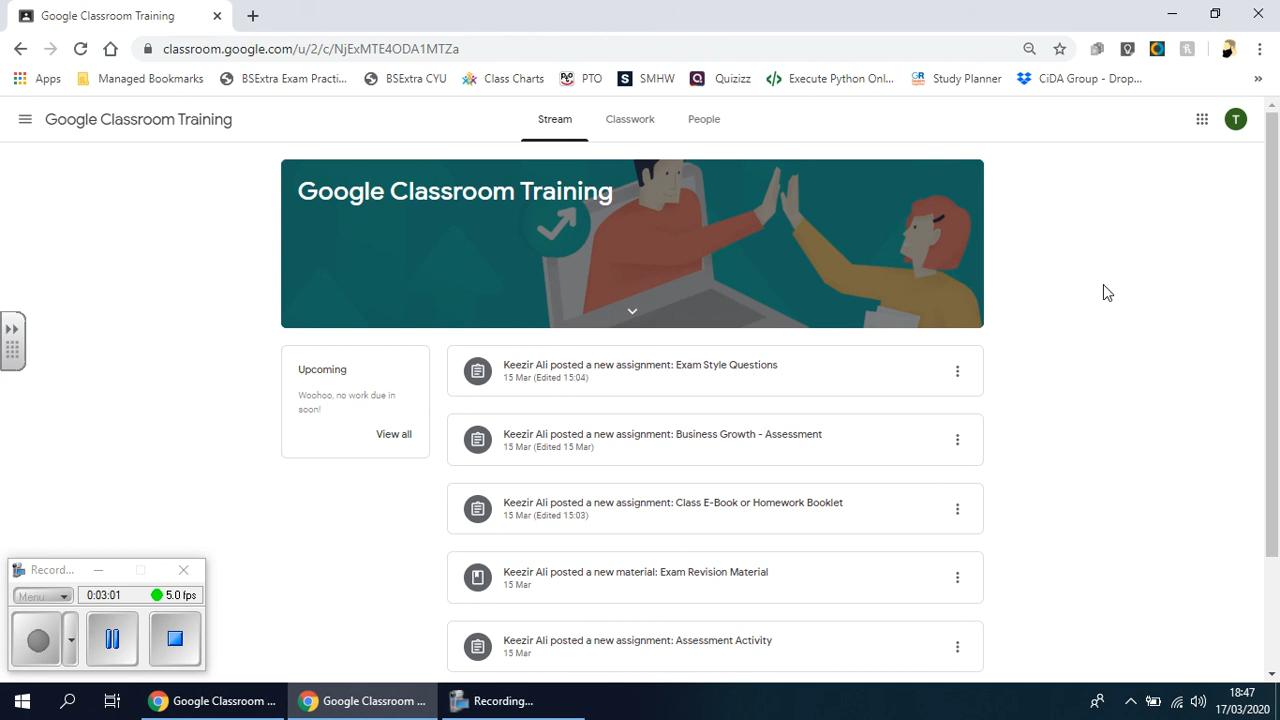 Google Classroom Training
classroom.google.com/u/2/c/NjExMTE4ODA1MTZa
Apps Managed Bookmarks BSExtra Exam Practi... BSExtra CYU Class Charts PTO SMHW Quizizz Execute Python Onl... Study Planner CiDA Group - Drop... »
Google Classroom Training Stream Classwork People T
Google Classroom Training
Upcoming
Woohoo, no work due in
soon!
View all
Keezir Ali posted a new assignment: Exam Style Questions
15 Mar (Edited 15:04)
Keezir Ali posted a new assignment: Business Growth - Assessment
15 Mar (Edited 15 Mar)
Keezir Ali posted a new assignment: Class E-Book or Homework Booklet
15 Mar (Edited 15:03)
Keezir Ali posted a new material: Exam Revision Material
15 Mar
Keezir Ali posted a new assignment: Assessment Activity
15 Mar
Record...
Menu 0:03:01 5.0 fps
Google Classroom ... Google Classroom ... Recording...
18:47
17/03/2020